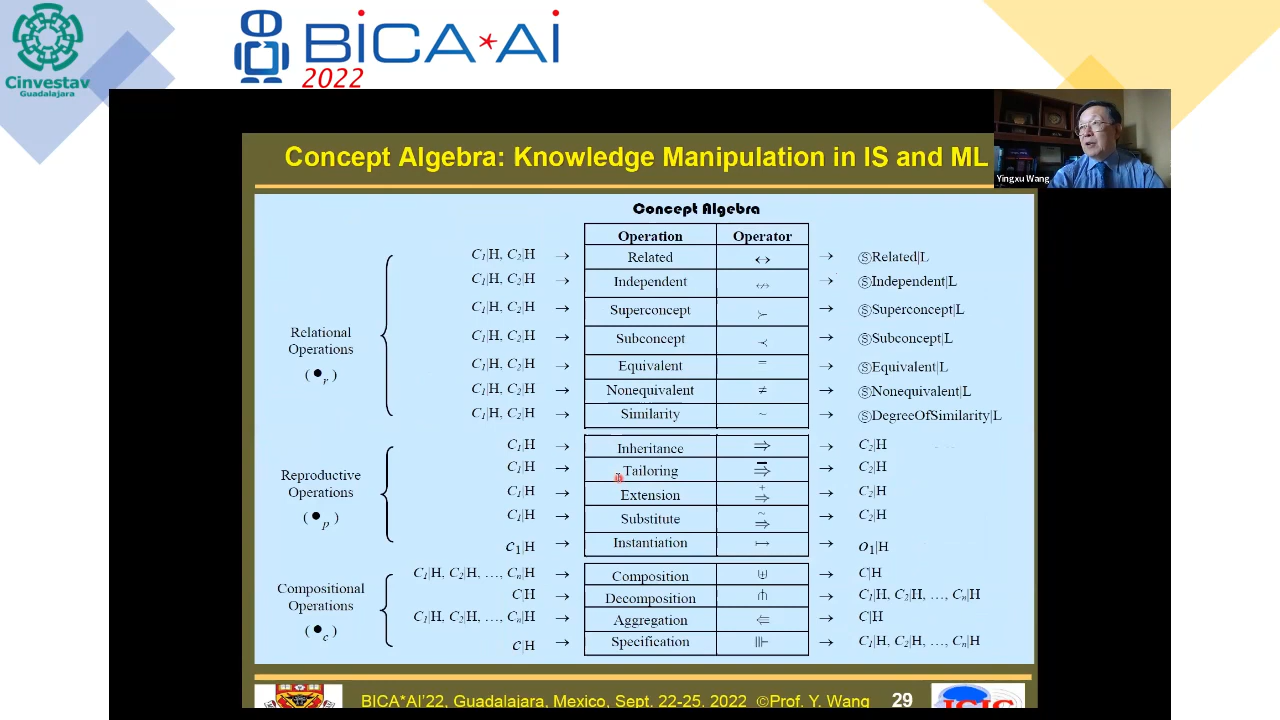 Cinvestav
Guadalajara
BICA*AI
2022
Yingxu Wang
Concept Algebra: Knowledge Manipulation in IS and ML
Concept Algebra
Operation Operator
C1|H, C2|H → Related ↔ → ⓈRelated|L
C1|H, C2|H → Independent ↮ → ⓈIndependent|L
C1|H, C2|H → Superconcept ≻ → ⓈSuperconcept|L
C1|H, C2|H → Subconcept ≺ → ⓈSubconcept|L
C1|H, C2|H → Equivalent = → ⓈEquivalent|L
C1|H, C2|H → Nonequivalent ≠ → ⓈNonequivalent|L
C1|H, C2|H → Similarity ~ → ⓈDegreeOfSimilarity|L
Relational
Operations
( ●r )
C1|H → Inheritance ⇒ → C2|H
C1|H → Tailoring ⇒̄ → C2|H
C1|H → Extension ⇒⁺ → C2|H
C1|H → Substitute ⇒̃ → C2|H
c1|H → Instantiation ↦ → o1|H
Reproductive
Operations
( ●p )
C1|H, C2|H, …, Cn|H → Composition ⊎ → C|H
C|H → Decomposition ⋔ → C1|H, C2|H, …, Cn|H
C1|H, C2|H, …, Cn|H → Aggregation ⇐ → C|H
c|H → Specification ⊪ → C1|H, C2|H, …, Cn|H
Compositional
Operations
( ●c )
BICA*AI'22, Guadalajara, Mexico, Sept. 22-25, 2022 ©Prof. Y. Wang 29